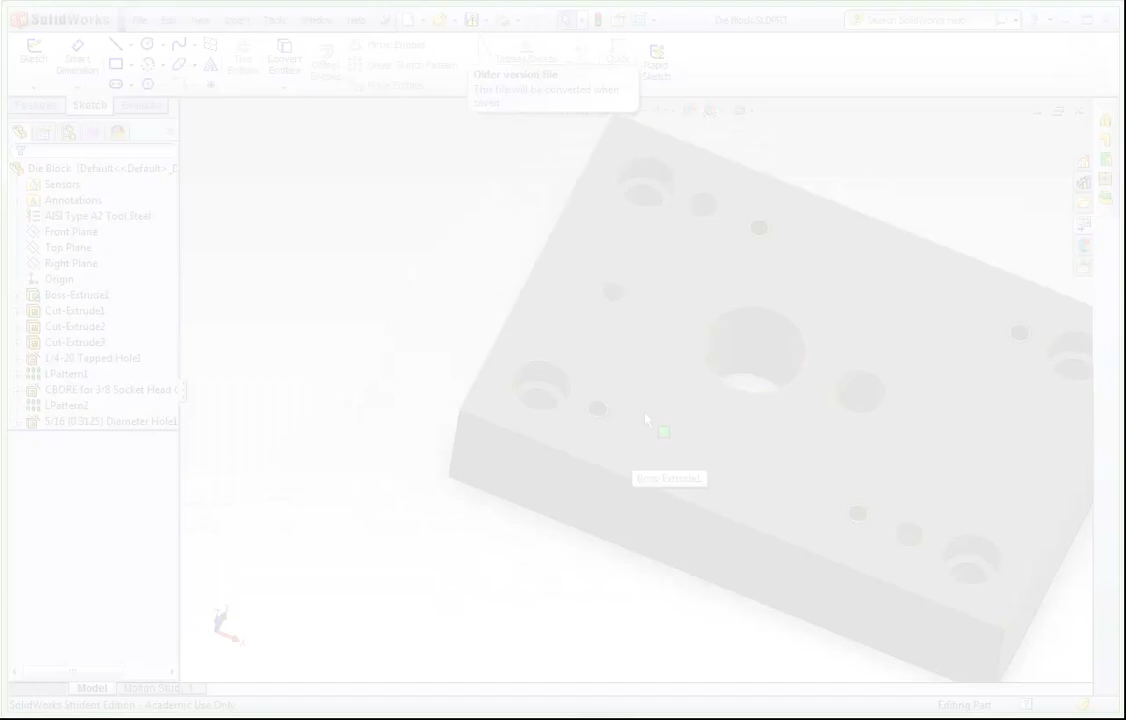 SolidWorks
File Edit View Insert Tools Window Help
Die Block.SLDPRT
Sketch
Smart Dimension
Trim Entities
Convert Entities
Offset Entities
Mirror Entities
Linear Sketch Pattern
Move Entities
Rapid Sketch
Older version file
This file will be converted when saved
Features Sketch Evaluate
Die Block (Default<<Default>_D
Sensors
Annotations
AISI Type A2 Tool Steel
Front Plane
Top Plane
Right Plane
Origin
Boss-Extrude1
Cut-Extrude1
Cut-Extrude2
Cut-Extrude3
1/4-20 Tapped Hole1
LPattern1
CBORE for 3/8 Socket Head C
LPattern2
5/16 (0.3125) Diameter Hole1
Boss-Extrude1
Model Motion Study 1
SolidWorks Student Edition - Academic Use Only
Editing Part